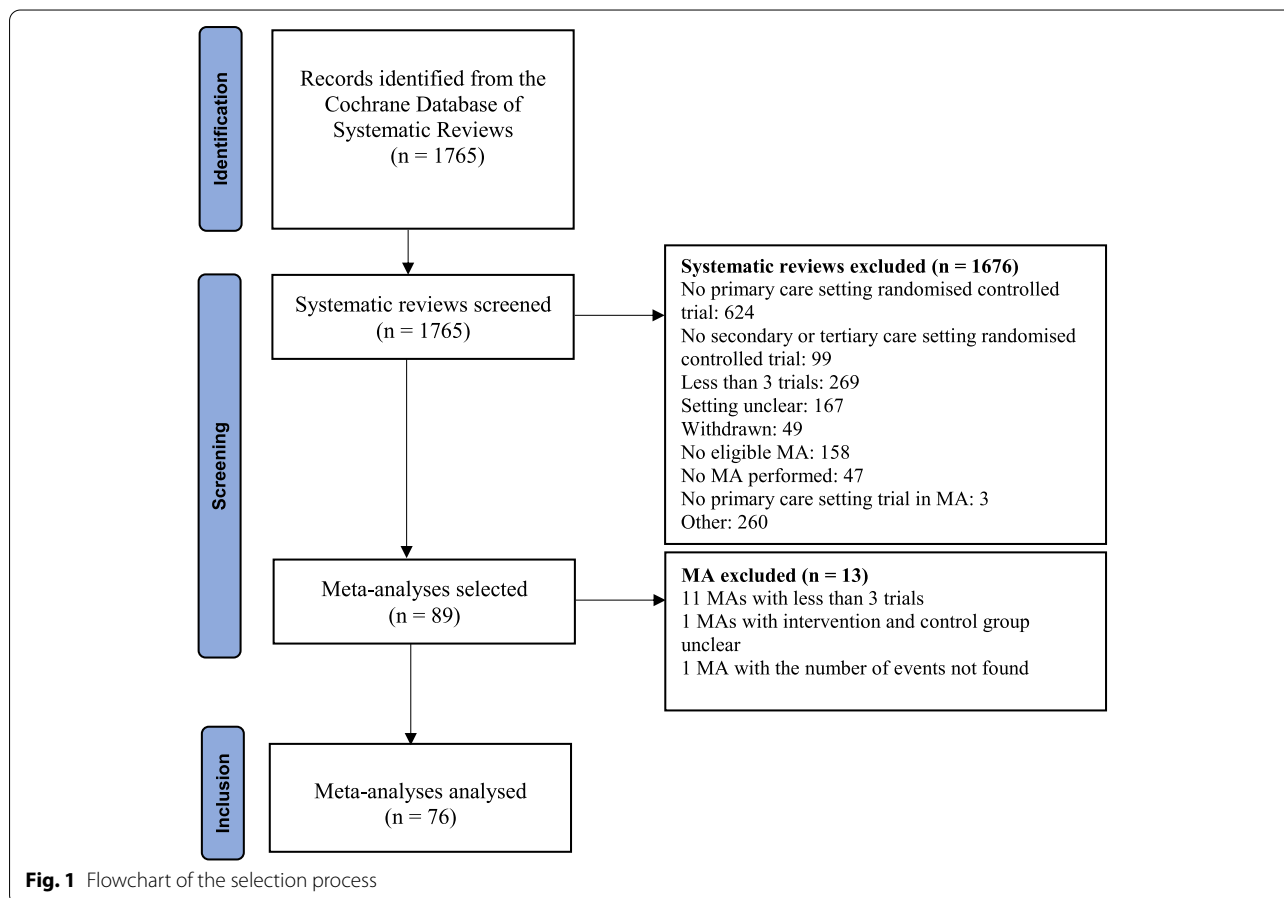 Identification
Records identified from the
Cochrane Database of
Systematic Reviews
(n = 1765)
Screening
Systematic reviews screened
(n = 1765)
Systematic reviews excluded (n = 1676)
No primary care setting randomised controlled
trial: 624
No secondary or tertiary care setting randomised
controlled trial: 99
Less than 3 trials: 269
Setting unclear: 167
Withdrawn: 49
No eligible MA: 158
No MA performed: 47
No primary care setting trial in MA: 3
Other: 260
Meta-analyses selected
(n = 89)
MA excluded (n = 13)
11 MAs with less than 3 trials
1 MAs with intervention and control group
unclear
1 MA with the number of events not found
Inclusion
Meta-analyses analysed
(n = 76)
Fig. 1 Flowchart of the selection process